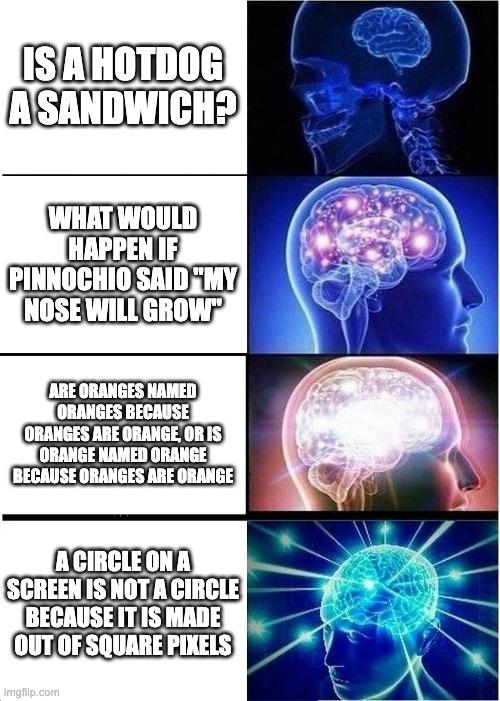 IS A HOTDOG
A SANDWICH?
WHAT WOULD
HAPPEN IF
PINNOCHIO SAID "MY
NOSE WILL GROW"
ARE ORANGES NAMED
ORANGES BECAUSE
ORANGES ARE ORANGE, OR IS
ORANGE NAMED ORANGE
BECAUSE ORANGES ARE ORANGE
A CIRCLE ON A
SCREEN IS NOT A CIRCLE
BECAUSE IT IS MADE
OUT OF SQUARE PIXELS
imgflip.com